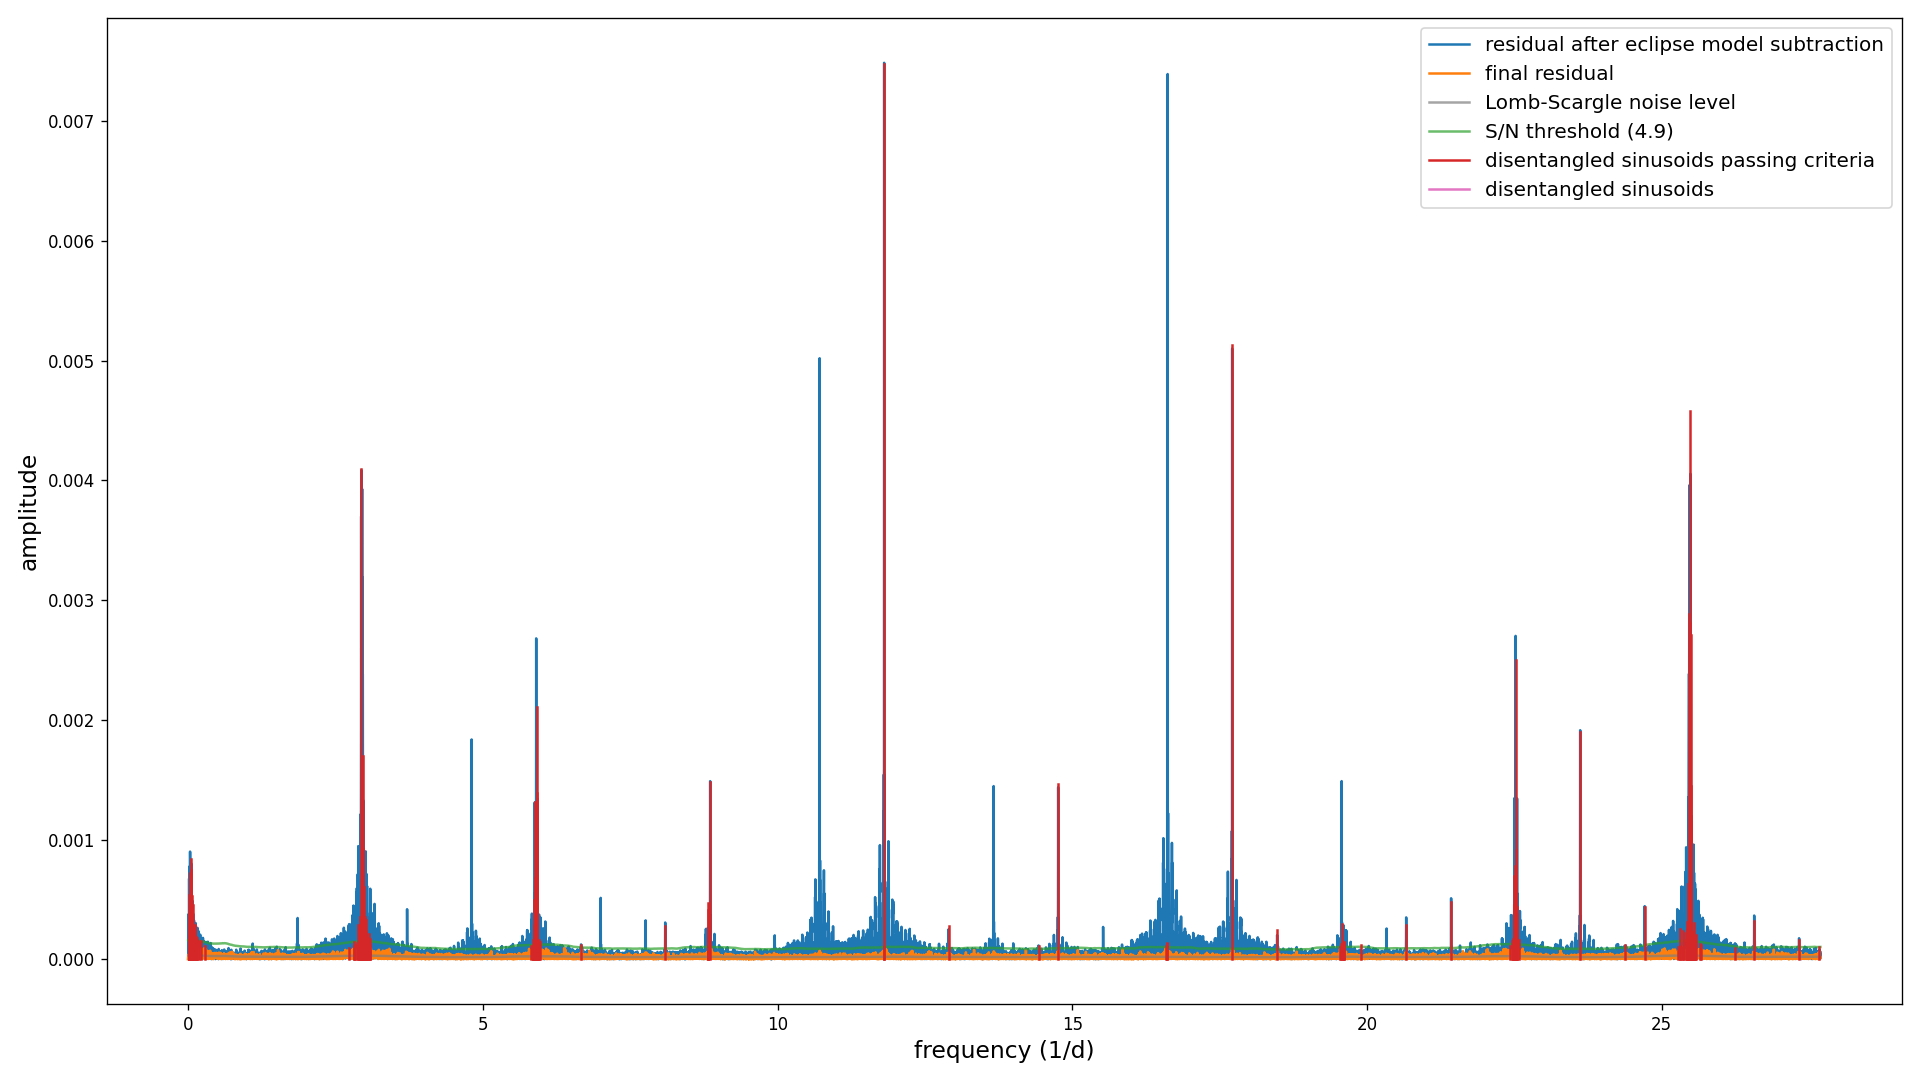 residual after eclipse model subtraction
final residual
Lomb-Scargle noise level
S/N threshold (4.9)
disentangled sinusoids passing criteria
disentangled sinusoids
0.007
0.006
0.005
0.004
0.003
0.002
0.001
0.000
amplitude
0 5 10 15 20 25
frequency (1/d)